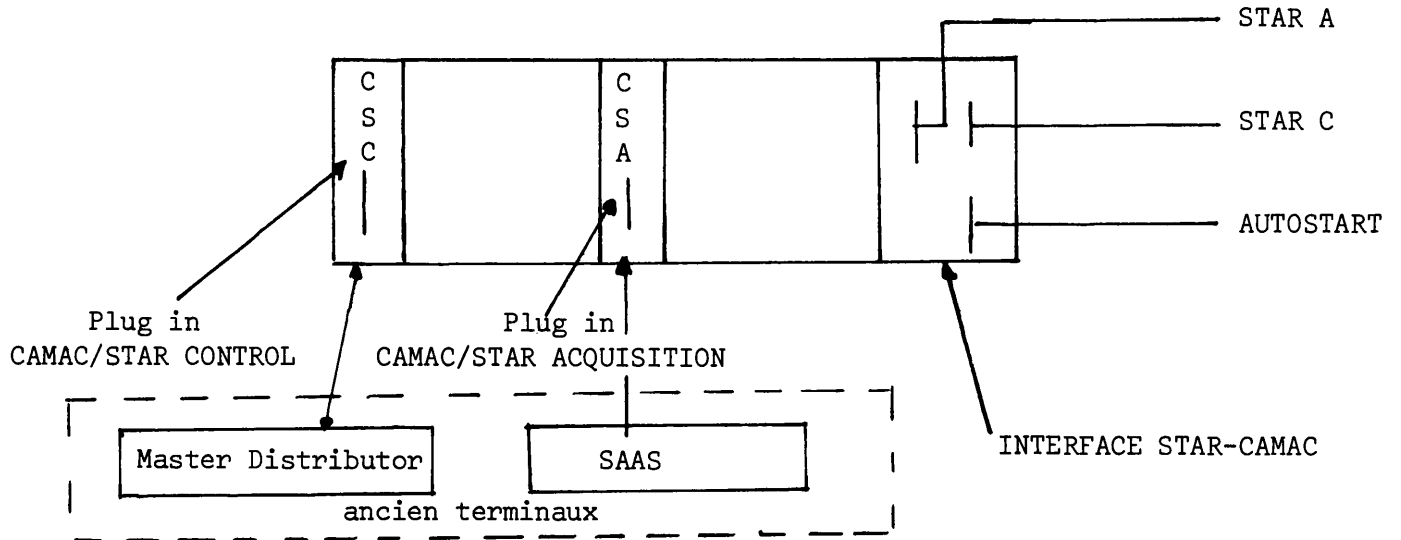 STAR A
C
S
C
C
S
A
STAR C
AUTOSTART
Plug in
CAMAC/STAR CONTROL
Plug in
CAMAC/STAR ACQUISITION
INTERFACE STAR-CAMAC
Master Distributor
SAAS
ancien terminaux